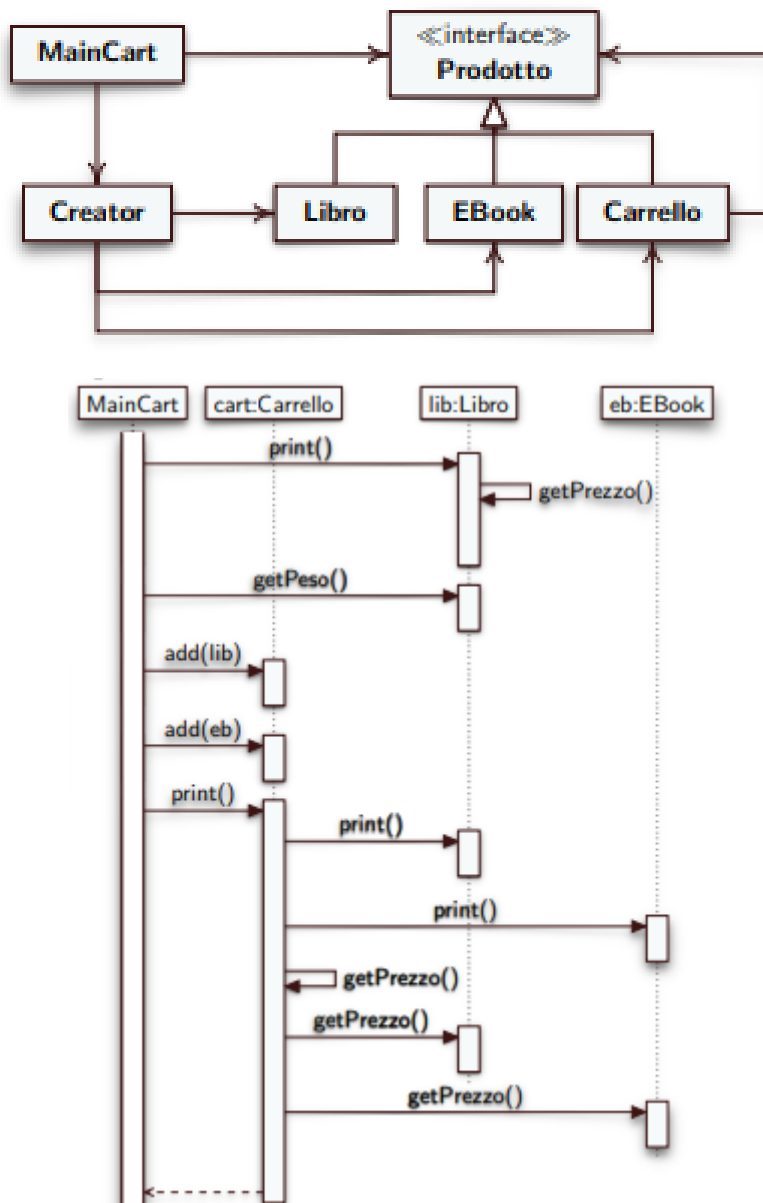 MainCart
≪interface≫
Prodotto
Creator
Libro
EBook
Carrello
MainCart
cart:Carrello
lib:Libro
eb:EBook
print()
getPrezzo()
getPeso()
add(lib)
add(eb)
print()
print()
print()
getPrezzo()
getPrezzo()
getPrezzo()